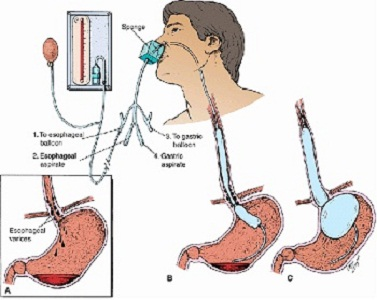 Sponge
1. To esophageal
balloon
2. Esophageal
aspirate
3. To gastric
balloon
4. Gastric
aspirate
Esophageal
varices
A
B
C